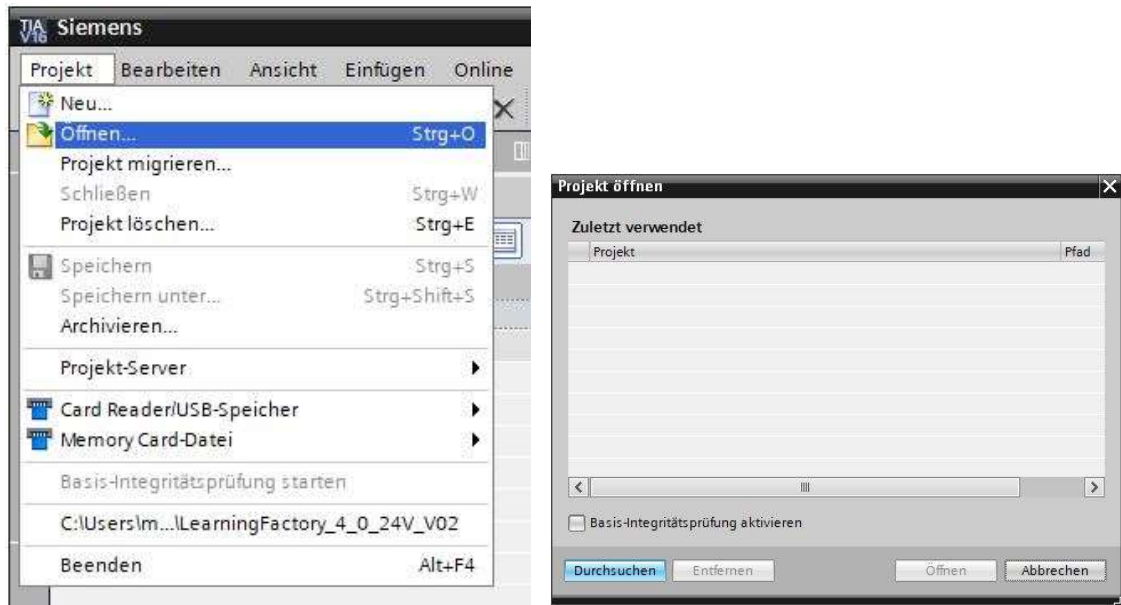 TIA V16 Siemens
Projekt Bearbeiten Ansicht Einfügen Online
Neu...
Öffnen... Strg+O
Projekt migrieren...
Schließen Strg+W
Projekt löschen... Strg+E
Speichern Strg+S
Speichern unter... Strg+Shift+S
Archivieren...
Projekt-Server
Card Reader/USB-Speicher
Memory Card-Datei
Basis-Integritätsprüfung starten
C:\Users\m...\LearningFactory_4_0_24V_V02
Beenden Alt+F4
Projekt öffnen
Zuletzt verwendet
Projekt Pfad
Basis-Integritätsprüfung aktivieren
Durchsuchen Entfernen Öffnen Abbrechen